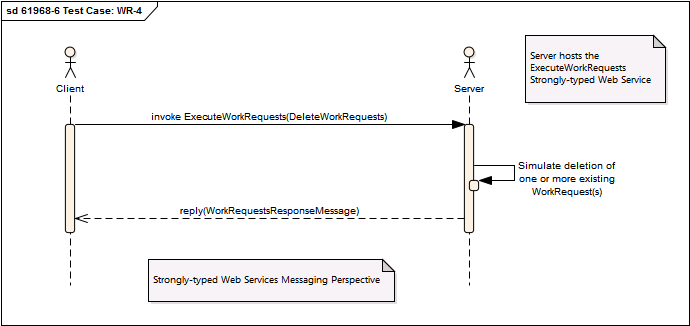 sd 61968-6 Test Case: WR-4
Server hosts the
ExecuteWorkRequests
Strongly-typed Web Service
Client
Server
invoke ExecuteWorkRequests(DeleteWorkRequests)
Simulate deletion of
one or more existing
WorkRequest(s)
reply(WorkRequestsResponseMessage)
Strongly-typed Web Services Messaging Perspective